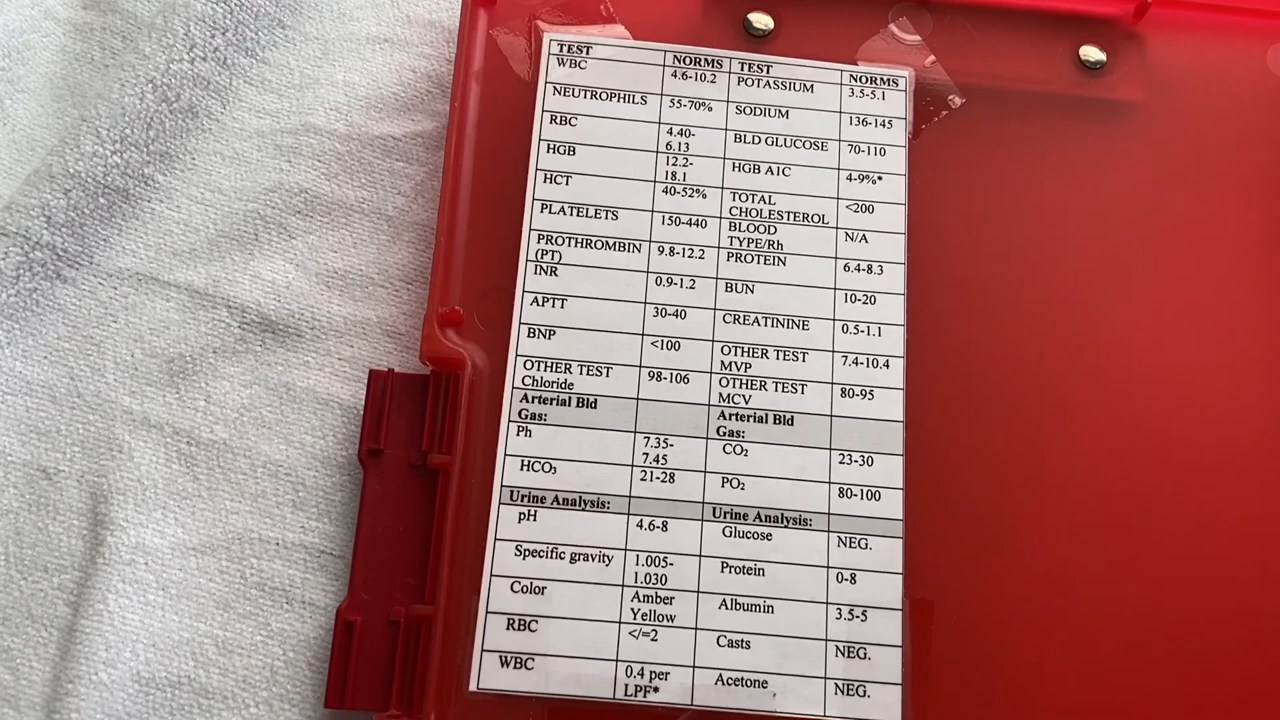 TEST NORMS TEST NORMS
WBC 4.6-10.2 POTASSIUM 3.5-5.1
NEUTROPHILS 55-70% SODIUM 136-145
RBC 4.40-
6.13 BLD GLUCOSE 70-110
HGB 12.2-
18.1 HGB A1C 4-9%*
HCT 40-52% TOTAL
CHOLESTEROL <200
PLATELETS 150-440 BLOOD
TYPE/Rh N/A
PROTHROMBIN
(PT) 9.8-12.2 PROTEIN 6.4-8.3
INR 0.9-1.2 BUN 10-20
APTT 30-40 CREATININE 0.5-1.1
BNP <100 OTHER TEST
MVP 7.4-10.4
OTHER TEST
Chloride 98-106 OTHER TEST
MCV 80-95
Arterial Bld
Gas: Arterial Bld
Gas:
Ph 7.35-
7.45 CO₂ 23-30
HCO₃ 21-28 PO₂ 80-100
Urine Analysis: Urine Analysis:
pH 4.6-8 Glucose NEG.
Specific gravity 1.005-
1.030 Protein 0-8
Color Amber
Yellow Albumin 3.5-5
RBC </=2 Casts NEG.
WBC 0.4 per
LPF* Acetone NEG.